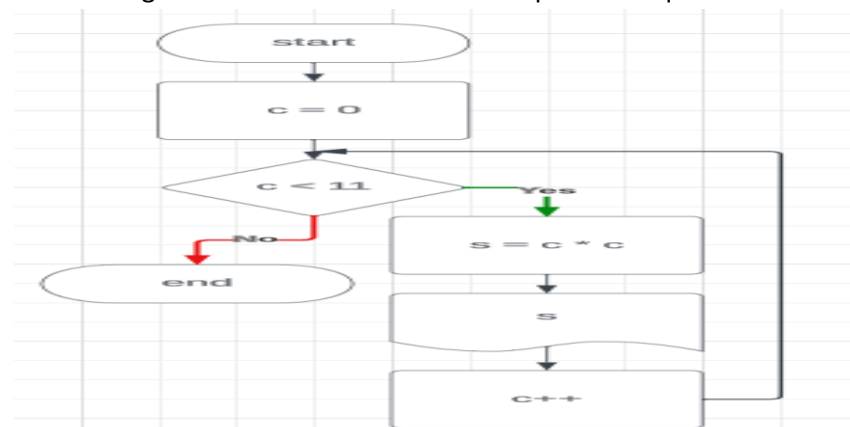 start
c = 0
c < 11
Yes
No
s = c * c
end
s
c++